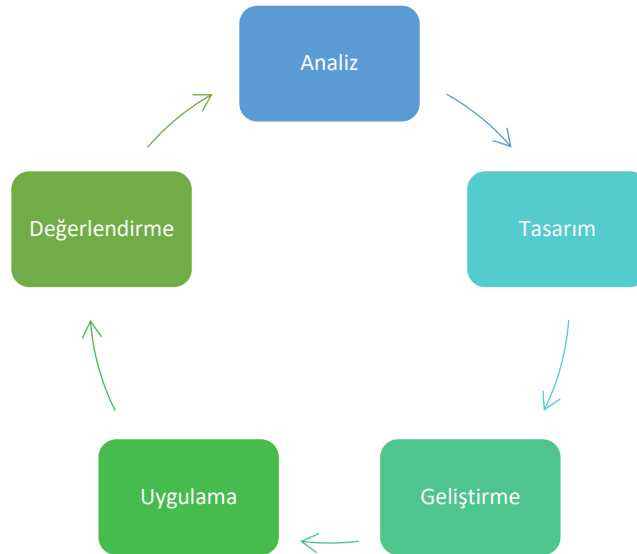 Analiz
Tasarım
Geliştirme
Uygulama
Değerlendirme